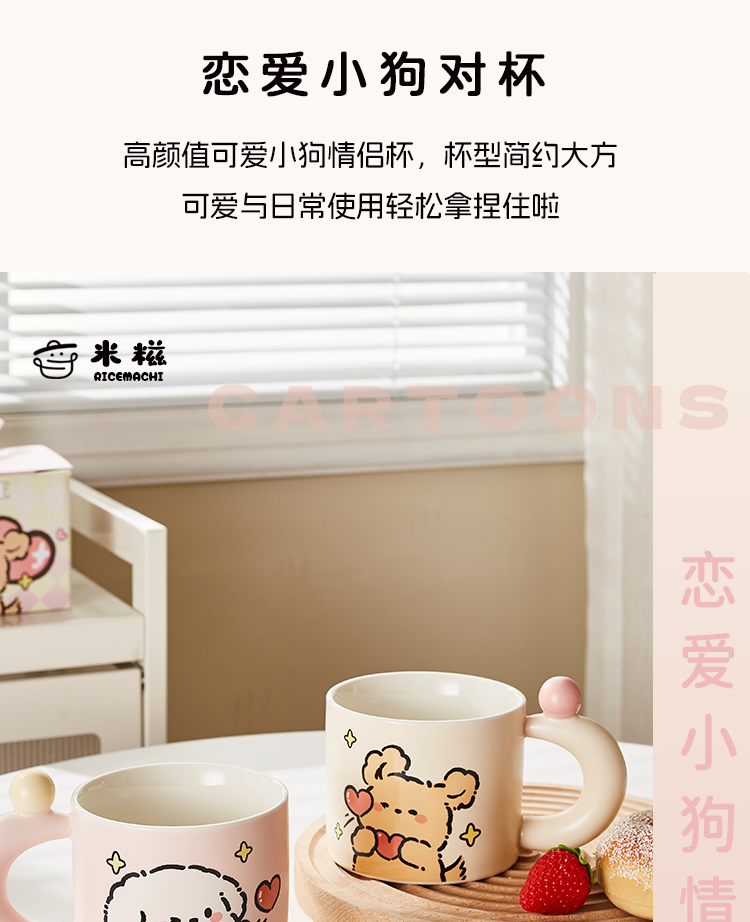 恋爱小狗对杯
高颜值可爱小狗情侣杯，杯型简约大方
可爱与日常使用轻松拿捏住啦
米糍
RICEMACHI
CARTOONS
恋爱小狗情